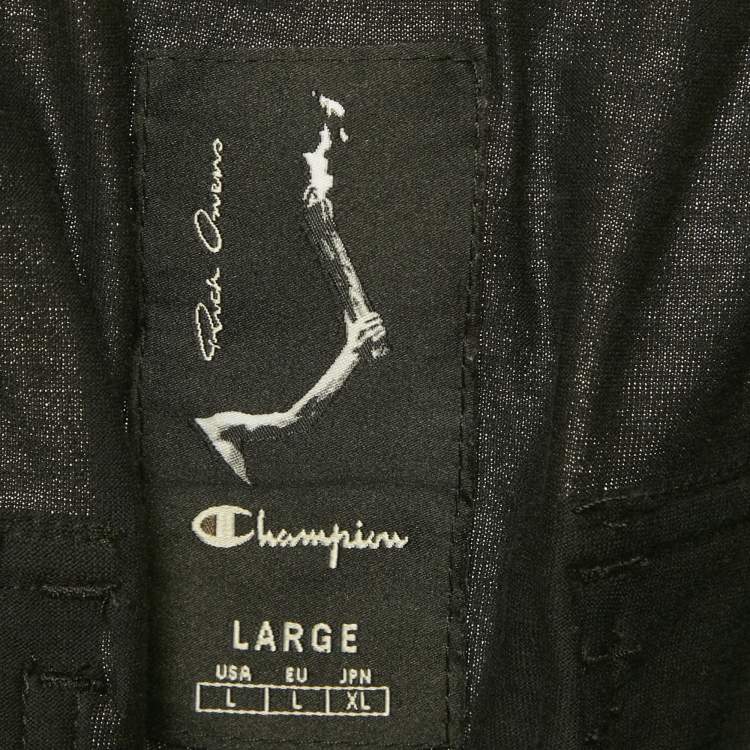 Rick Owens
Champion
LARGE
USA EU JPN
L L XL